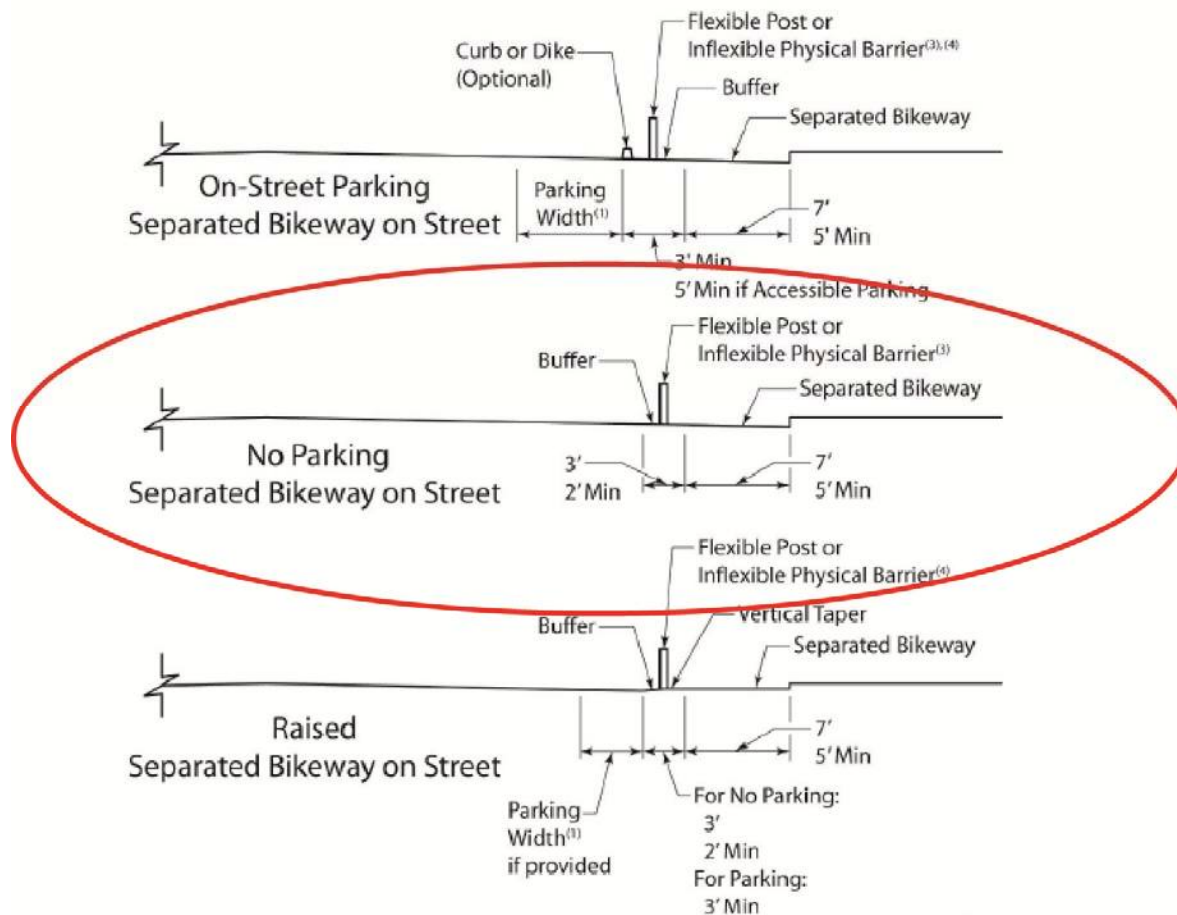 Flexible Post or
Inflexible Physical Barrier(3),(4)
Curb or Dike
(Optional)
Buffer
Separated Bikeway
On-Street Parking
Separated Bikeway on Street
Parking
Width(1)
7'
5' Min
3' Min
5' Min if Accessible Parking
Flexible Post or
Inflexible Physical Barrier(3)
Buffer
Separated Bikeway
No Parking
Separated Bikeway on Street
3'
2' Min
7'
5' Min
Flexible Post or
Inflexible Physical Barrier(4)
Vertical Taper
Buffer
Separated Bikeway
Raised
Separated Bikeway on Street
7'
5' Min
Parking
Width(1)
if provided
For No Parking:
3'
2' Min
For Parking:
3' Min